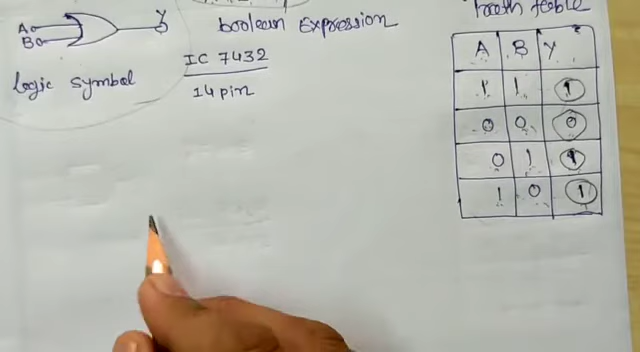 A
B
Y
logic symbol
boolean Expression
IC 7432
14 pin
truth table
A B Y
1 1 1
0 0 0
0 1 1
1 0 1